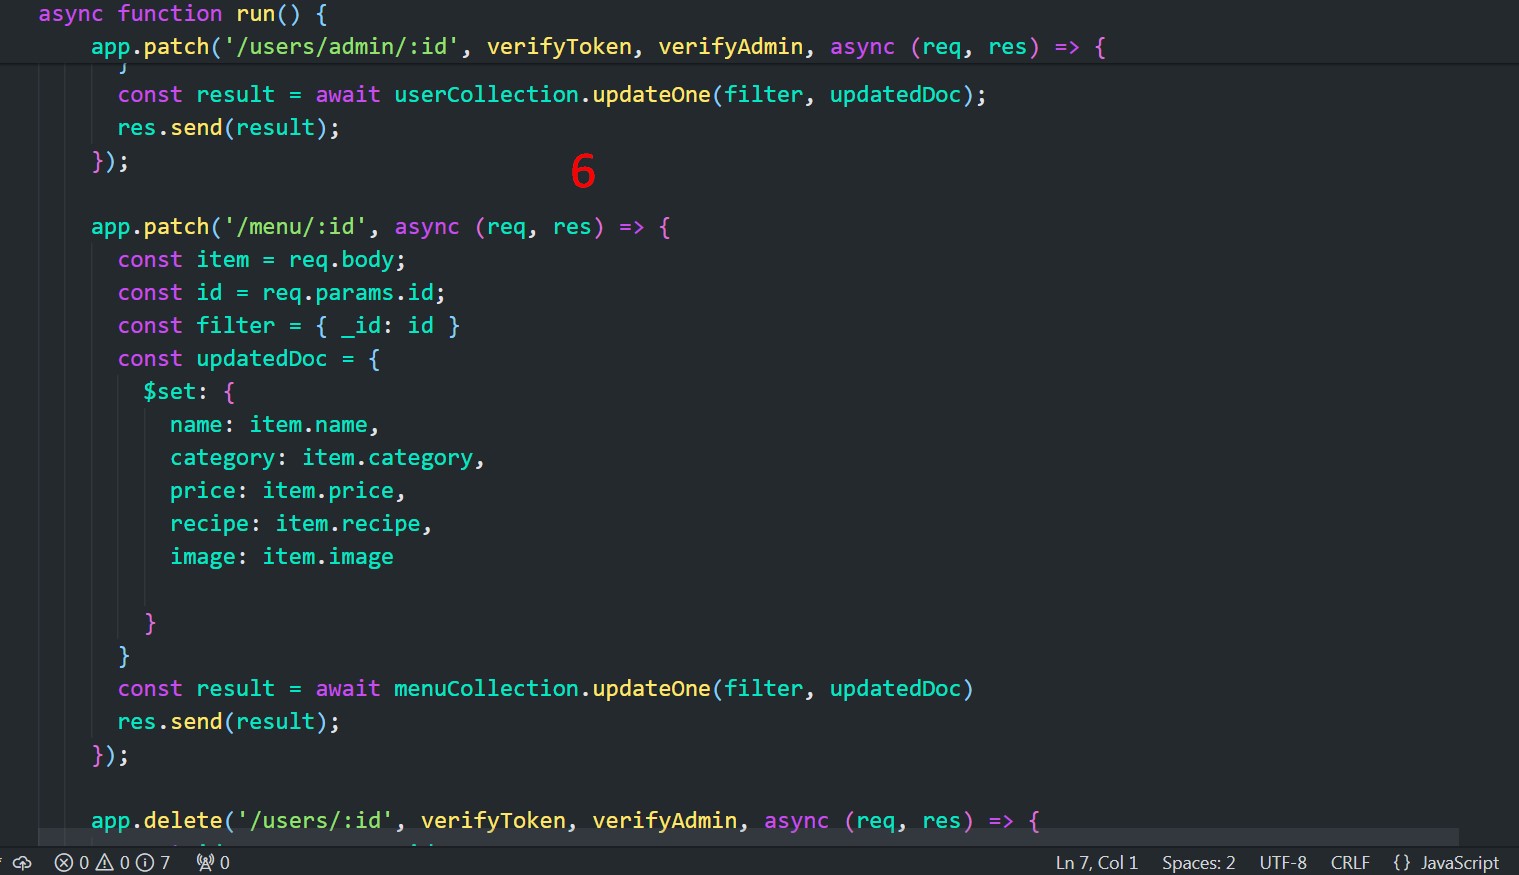 async function run() {
app.patch('/users/admin/:id', verifyToken, verifyAdmin, async (req, res) => {
}
const result = await userCollection.updateOne(filter, updatedDoc);
res.send(result);
});
6
app.patch('/menu/:id', async (req, res) => {
const item = req.body;
const id = req.params.id;
const filter = { _id: id }
const updatedDoc = {
$set: {
name: item.name,
category: item.category,
price: item.price,
recipe: item.recipe,
image: item.image
}
}
const result = await menuCollection.updateOne(filter, updatedDoc)
res.send(result);
});
app.delete('/users/:id', verifyToken, verifyAdmin, async (req, res) => {
0 0 7 0 Ln 7, Col 1 Spaces: 2 UTF-8 CRLF {} JavaScript